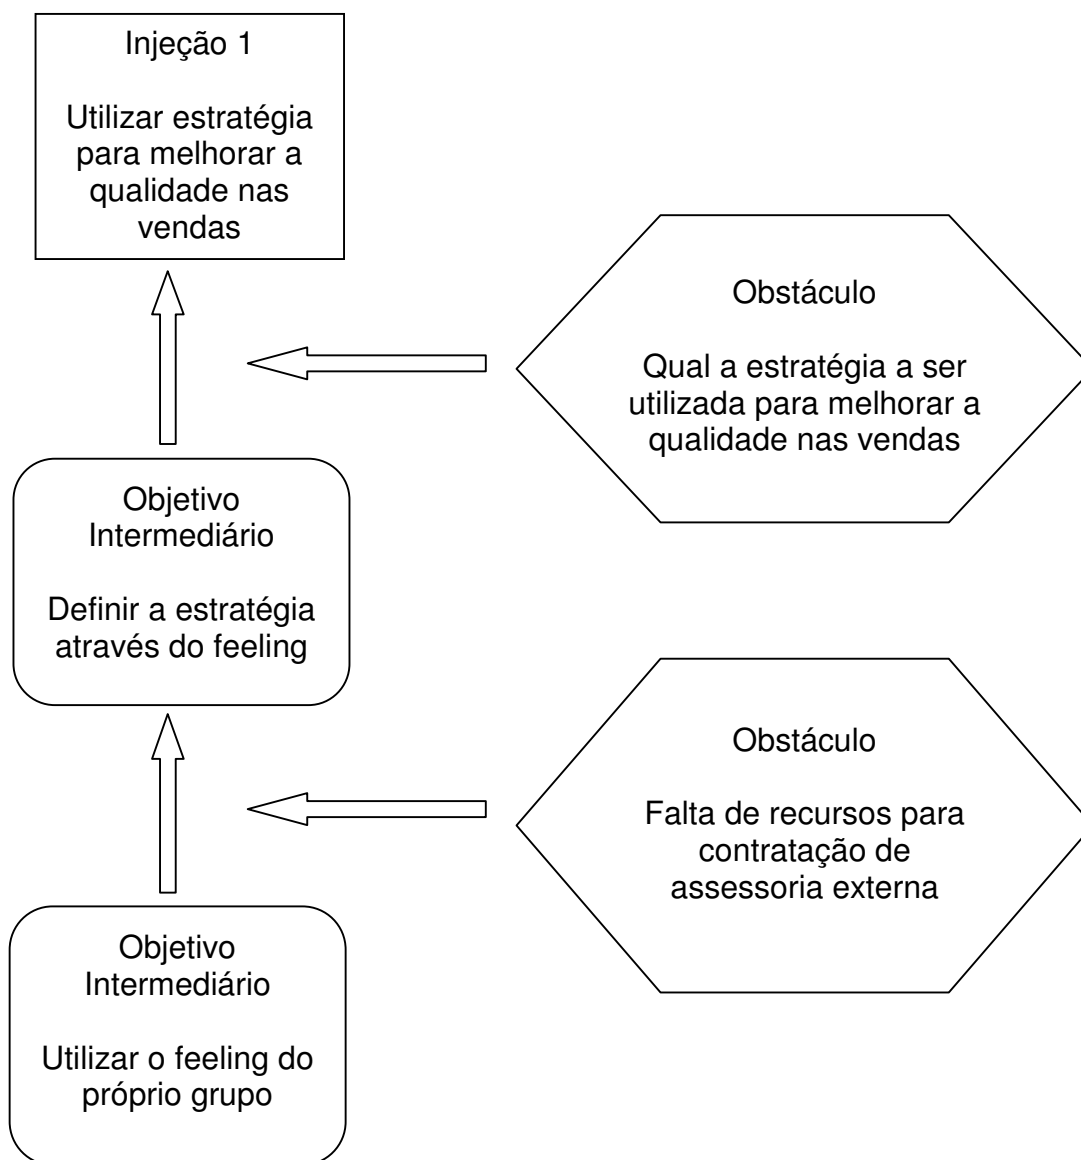 Injeção 1
Utilizar estratégia
para melhorar a
qualidade nas
vendas
Obstáculo
Qual a estratégia a ser
utilizada para melhorar a
qualidade nas vendas
Objetivo
Intermediário
Definir a estratégia
através do feeling
Obstáculo
Falta de recursos para
contratação de
assessoria externa
Objetivo
Intermediário
Utilizar o feeling do
próprio grupo